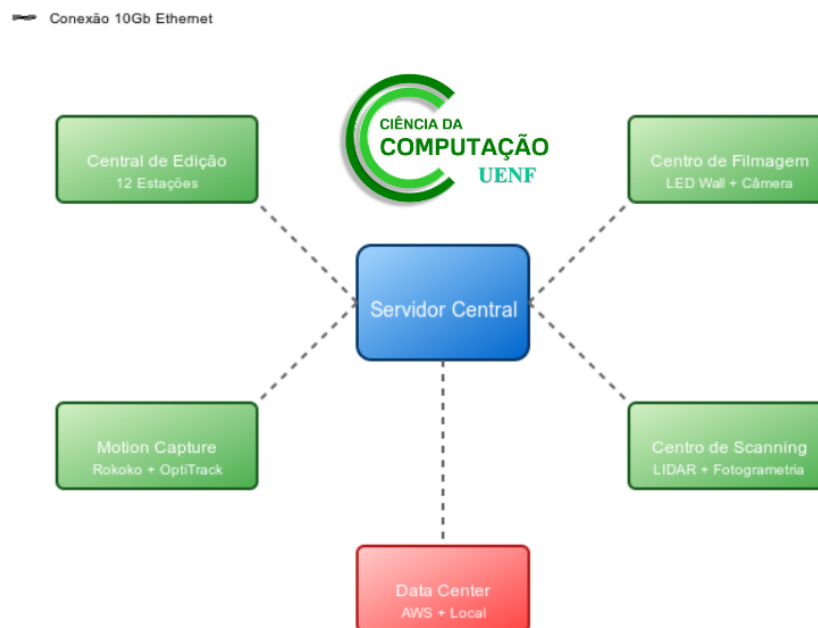 Conexão 10Gb Ethernet
CIÊNCIA DA
COMPUTAÇÃO
UENF
Central de Edição
12 Estações
Centro de Filmagem
LED Wall + Câmera
Servidor Central
Motion Capture
Rokoko + OptiTrack
Centro de Scanning
LIDAR + Fotogrametria
Data Center
AWS + Local